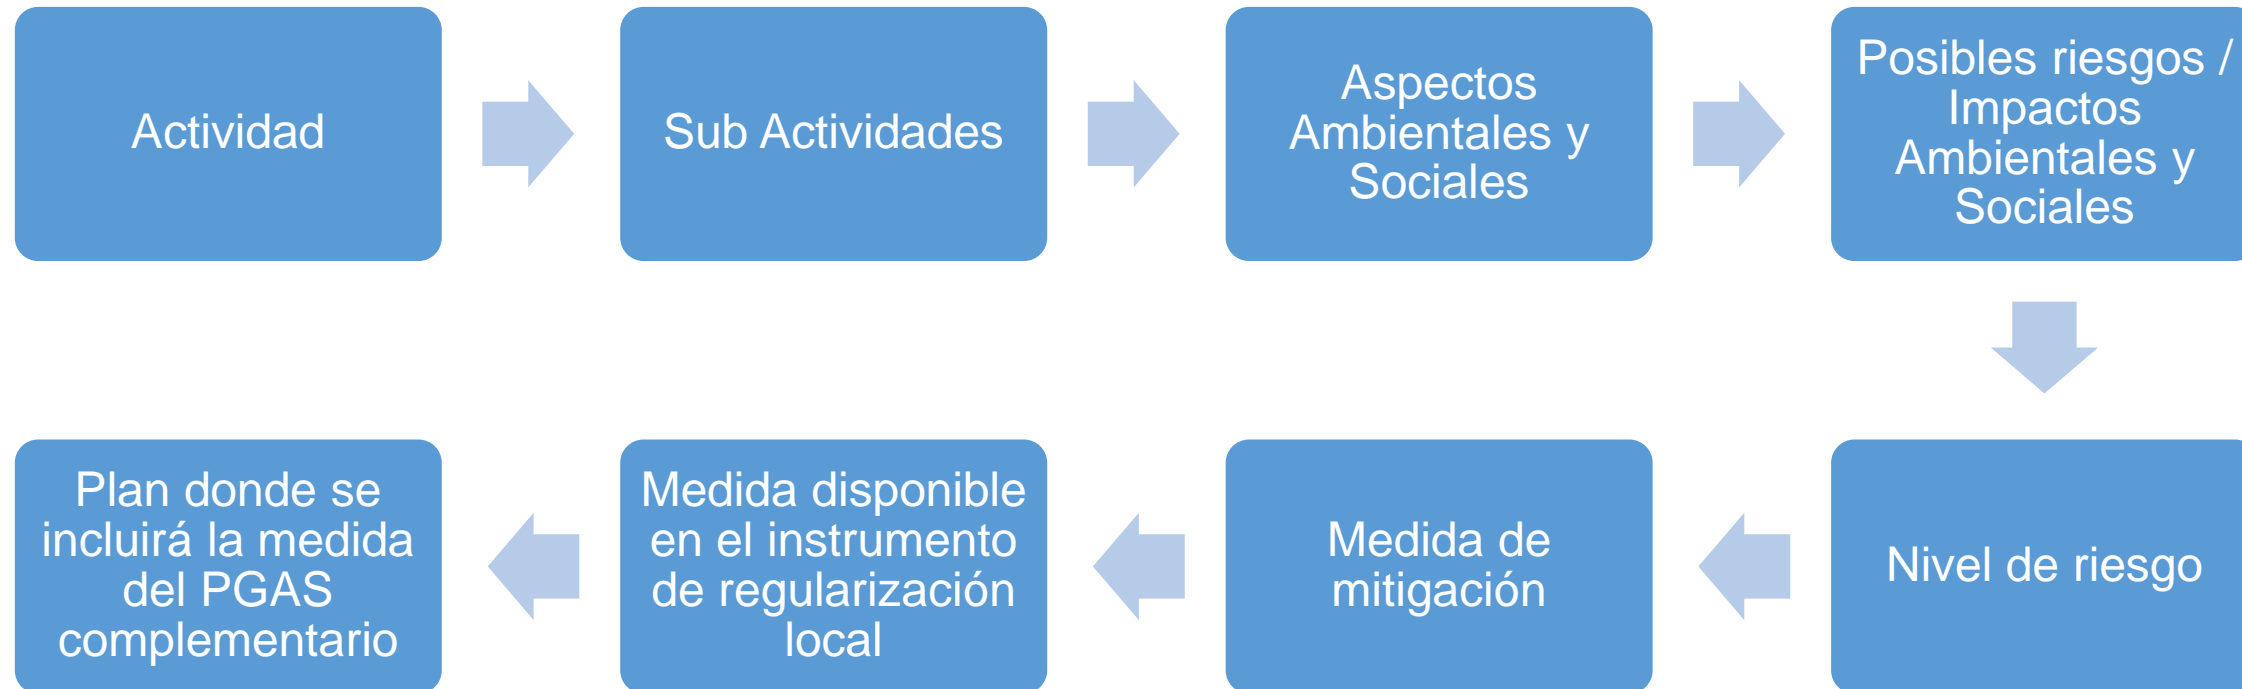 Actividad
Sub Actividades
Aspectos
Ambientales y
Sociales
Posibles riesgos /
Impactos
Ambientales y
Sociales
Nivel de riesgo
Medida de
mitigación
Medida disponible
en el instrumento
de regularización
local
Plan donde se
incluirá la medida
del PGAS
complementario